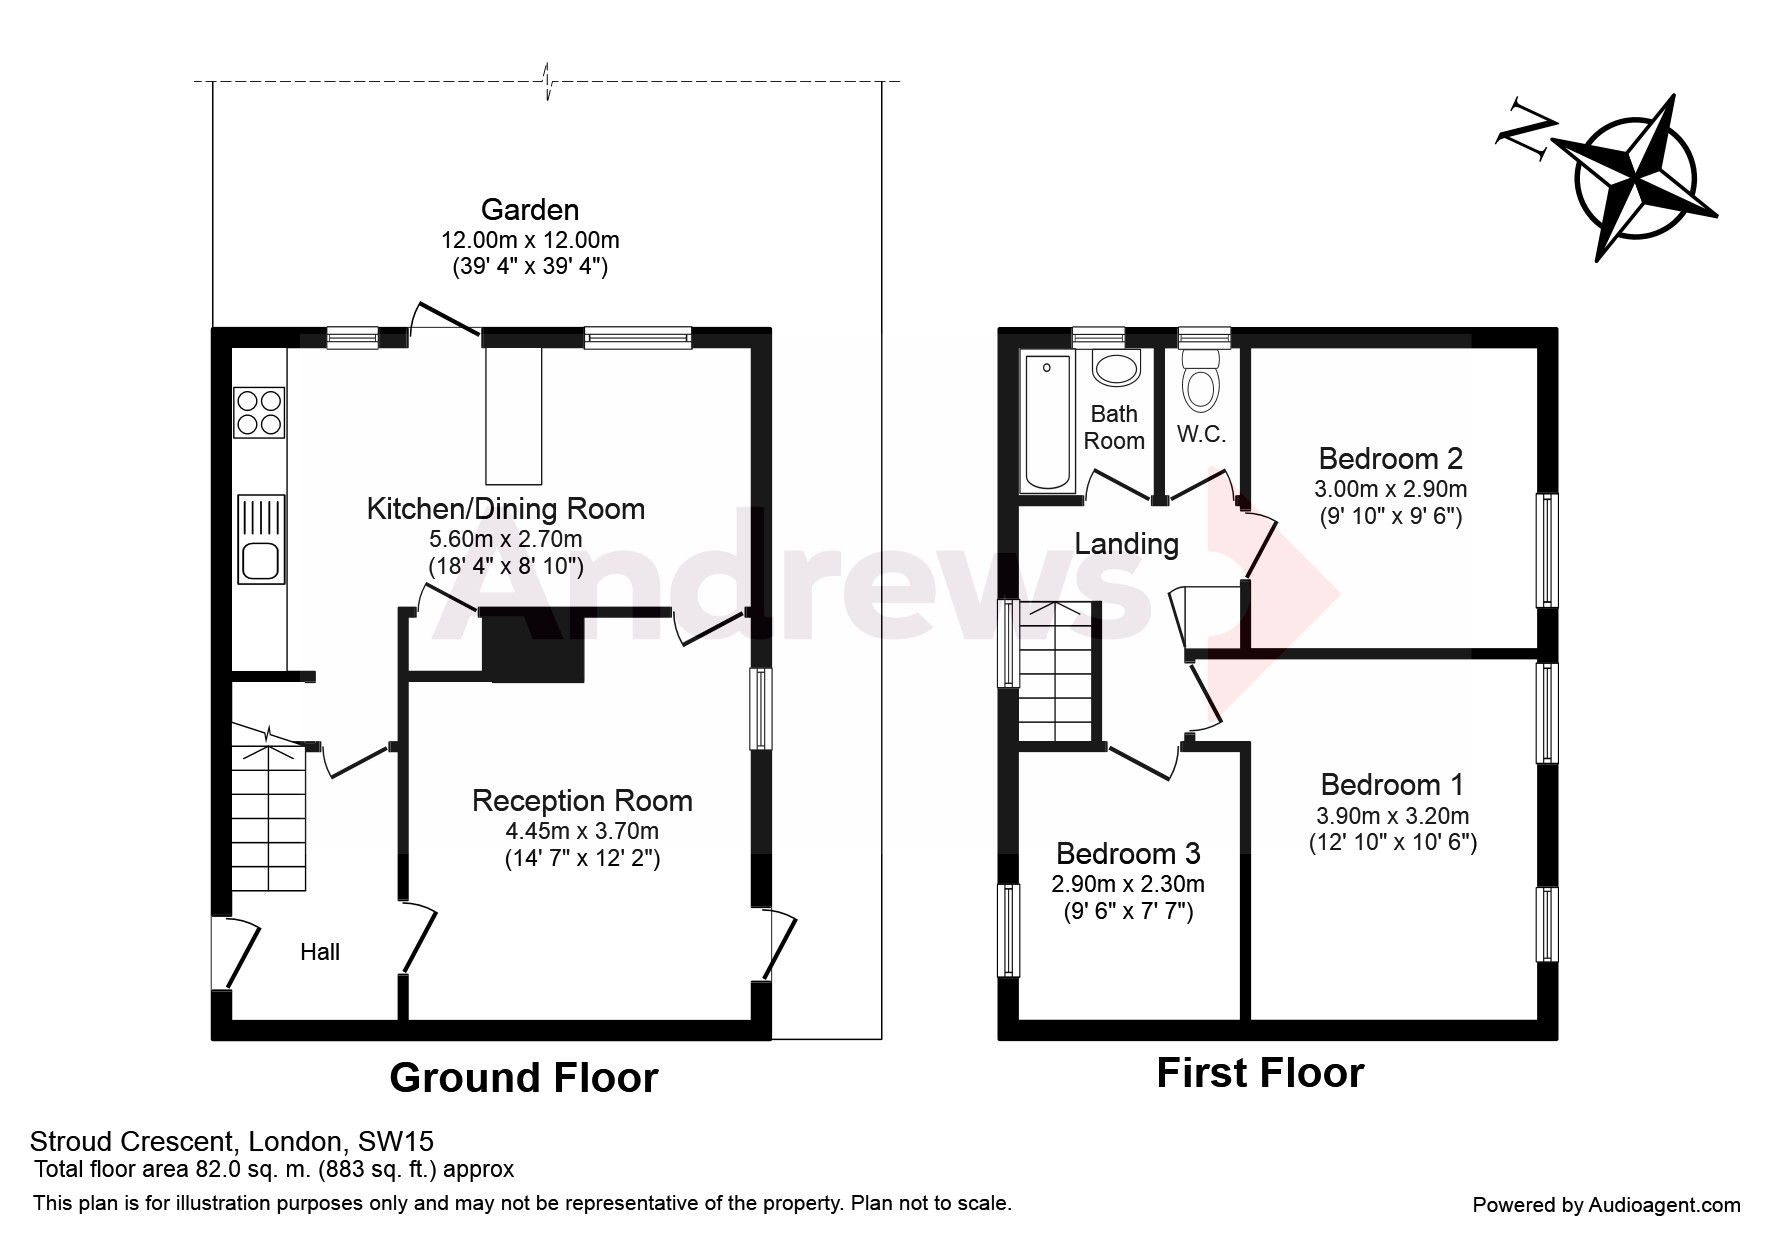 N
Garden
12.00m x 12.00m
(39' 4" x 39' 4")
Kitchen/Dining Room
5.60m x 2.70m
(18' 4" x 8' 10")
Reception Room
4.45m x 3.70m
(14' 7" x 12' 2")
Hall
Ground Floor
Bath
Room
W.C.
Bedroom 2
3.00m x 2.90m
(9' 10" x 9' 6")
Landing
Andrews
Bedroom 1
3.90m x 3.20m
(12' 10" x 10' 6")
Bedroom 3
2.90m x 2.30m
(9' 6" x 7' 7")
First Floor
Stroud Crescent, London, SW15
Total floor area 82.0 sq. m. (883 sq. ft.) approx
This plan is for illustration purposes only and may not be representative of the property. Plan not to scale.
Powered by Audioagent.com